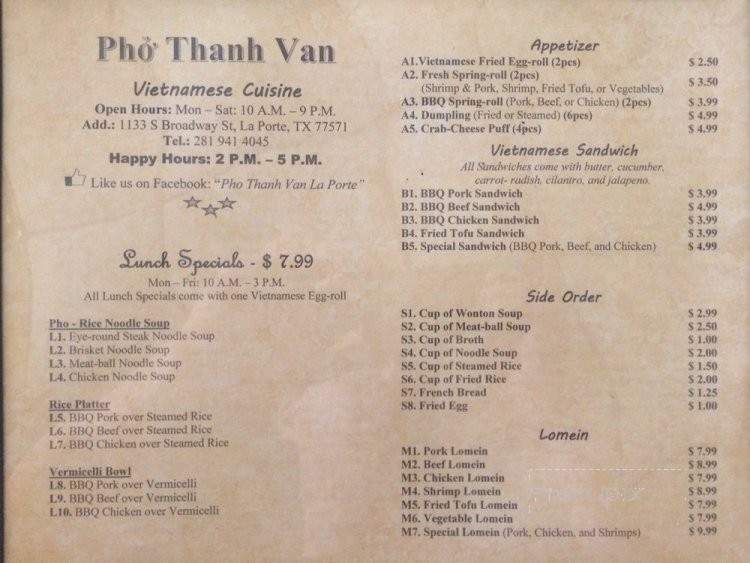 Phở Thanh Van
Vietnamese Cuisine
Open Hours: Mon – Sat: 10 A.M. – 9 P.M.
Add.: 1133 S Broadway St, La Porte, TX 77571
Tel.: 281 941 4045
Happy Hours: 2 P.M. – 5 P.M.
Like us on Facebook: “Pho Thanh Van La Porte”
Lunch Specials - $ 7.99
Mon – Fri: 10 A.M. – 3 P.M.
All Lunch Specials come with one Vietnamese Egg-roll
Pho - Rice Noodle Soup
L1. Eye-round Steak Noodle Soup
L2. Brisket Noodle Soup
L3. Meat-ball Noodle Soup
L4. Chicken Noodle Soup
Rice Platter
L5. BBQ Pork over Steamed Rice
L6. BBQ Beef over Steamed Rice
L7. BBQ Chicken over Steamed Rice
Vermicelli Bowl
L8. BBQ Pork over Vermicelli
L9. BBQ Beef over Vermicelli
L10. BBQ Chicken over Vermicelli
Appetizer
A1.Vietnamese Fried Egg-roll (2pcs) $ 2.50
A2. Fresh Spring-roll (2pcs) $ 3.50
(Shrimp & Pork, Shrimp, Fried Tofu, or Vegetables)
A3. BBQ Spring-roll (Pork, Beef, or Chicken) (2pcs) $ 3.99
A4. Dumpling (Fried or Steamed) (6pcs) $ 4.99
A5. Crab-Cheese Puff (4pcs) $ 4.99
Vietnamese Sandwich
All Sandwiches come with butter, cucumber,
carrot- radish, cilantro, and jalapeno.
B1. BBQ Pork Sandwich $ 3.99
B2. BBQ Beef Sandwich $ 4.99
B3. BBQ Chicken Sandwich $ 3.99
B4. Fried Tofu Sandwich $ 3.99
B5. Special Sandwich (BBQ Pork, Beef, and Chicken) $ 4.99
Side Order
S1. Cup of Wonton Soup $ 2.99
S2. Cup of Meat-ball Soup $ 2.50
S3. Cup of Broth $ 1.00
S4. Cup of Noodle Soup $ 2.00
S5. Cup of Steamed Rice $ 1.50
S6. Cup of Fried Rice $ 2.00
S7. French Bread $ 1.25
S8. Fried Egg $ 1.00
Lomein
M1. Pork Lomein $ 7.99
M2. Beef Lomein $ 8.99
M3. Chicken Lomein $ 7.99
M4. Shrimp Lomein $ 8.99
M5. Fried Tofu Lomein $ 7.99
M6. Vegetable Lomein $ 7.99
M7. Special Lomein (Pork, Chicken, and Shrimps) $ 9.99